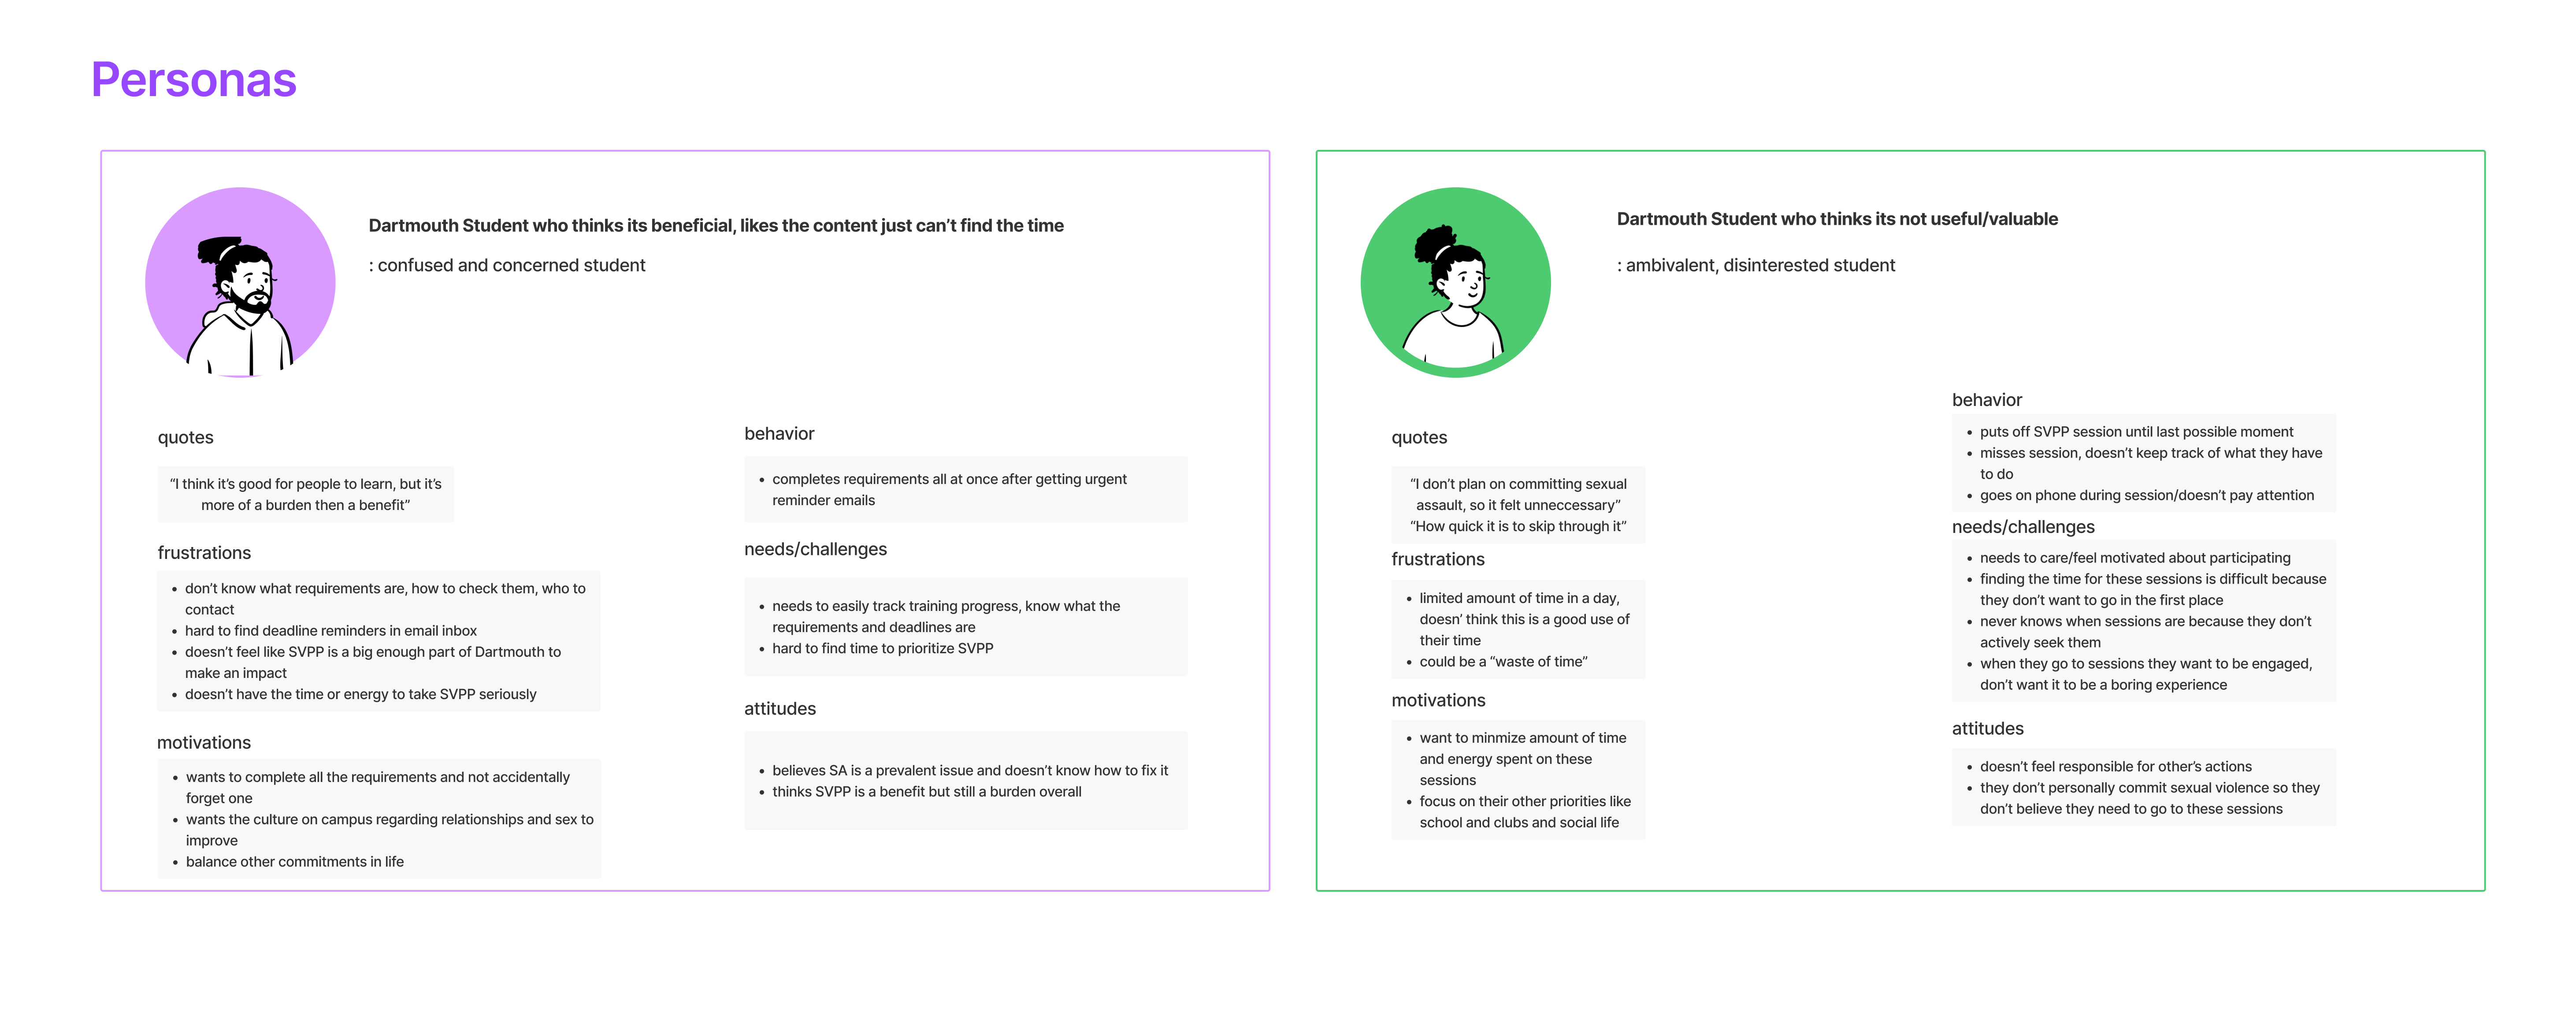 Personas
Dartmouth Student who thinks its beneficial, likes the content just can’t find the time
: confused and concerned student
quotes
“I think it’s good for people to learn, but it’s
more of a burden then a benefit”
frustrations
• don’t know what requirements are, how to check them, who to
contact
• hard to find deadline reminders in email inbox
• doesn’t feel like SVPP is a big enough part of Dartmouth to
make an impact
• doesn’t have the time or energy to take SVPP seriously
motivations
• wants to complete all the requirements and not accidentally
forget one
• wants the culture on campus regarding relationships and sex to
improve
• balance other commitments in life
behavior
• completes requirements all at once after getting urgent
reminder emails
needs/challenges
• needs to easily track training progress, know what the
requirements and deadlines are
• hard to find time to prioritize SVPP
attitudes
• believes SA is a prevalent issue and doesn’t know how to fix it
• thinks SVPP is a benefit but still a burden overall
Dartmouth Student who thinks its not useful/valuable
: ambivalent, disinterested student
quotes
“I don’t plan on committing sexual
assault, so it felt unneccessary”
“How quick it is to skip through it”
frustrations
• limited amount of time in a day,
doesn’ think this is a good use of
their time
• could be a “waste of time”
motivations
• want to minmize amount of time
and energy spent on these
sessions
• focus on their other priorities like
school and clubs and social life
behavior
• puts off SVPP session until last possible moment
• misses session, doesn’t keep track of what they have
to do
• goes on phone during session/doesn’t pay attention
needs/challenges
• needs to care/feel motivated about participating
• finding the time for these sessions is difficult because
they don’t want to go in the first place
• never knows when sessions are because they don’t
actively seek them
• when they go to sessions they want to be engaged,
don’t want it to be a boring experience
attitudes
• doesn’t feel responsible for other’s actions
• they don’t personally commit sexual violence so they
don’t believe they need to go to these sessions